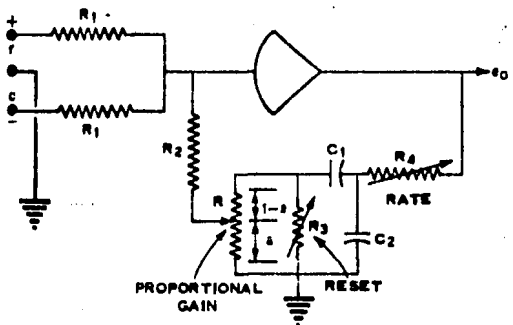 +
r
c
−
R1
R1
R2
e0
C1
R4
RATE
R
1-a
a
R3
C2
PROPORTIONAL
GAIN
RESET